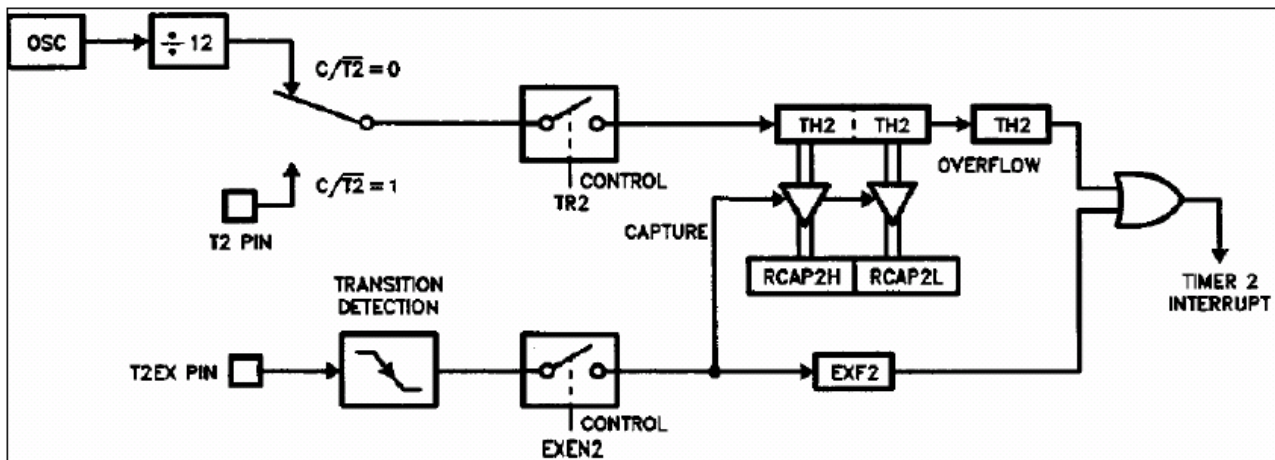 OSC
÷ 12
C/T2̅ = 0
TH2
TH2
TH2
OVERFLOW
CONTROL
TR2
C/T2̅ = 1
T2 PIN
CAPTURE
RCAP2H
RCAP2L
TIMER 2
INTERRUPT
TRANSITION
DETECTION
T2EX PIN
EXF2
CONTROL
EXEN2